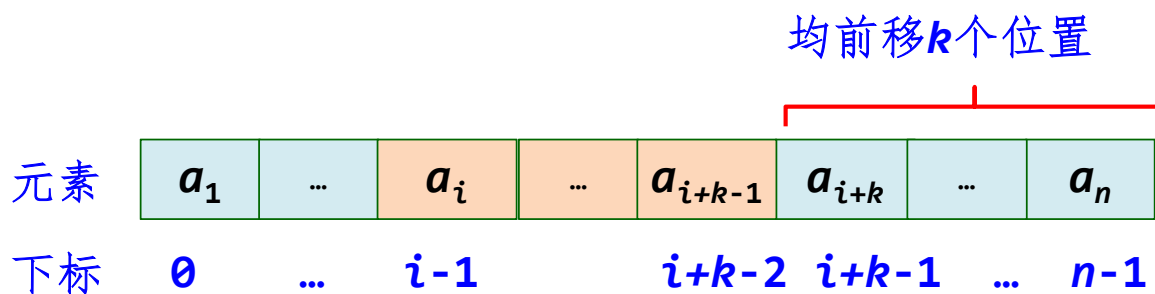 均前移k个位置
元素 a1 … ai … ai+k-1 ai+k … an
下标 0 … i-1 i+k-2 i+k-1 … n-1